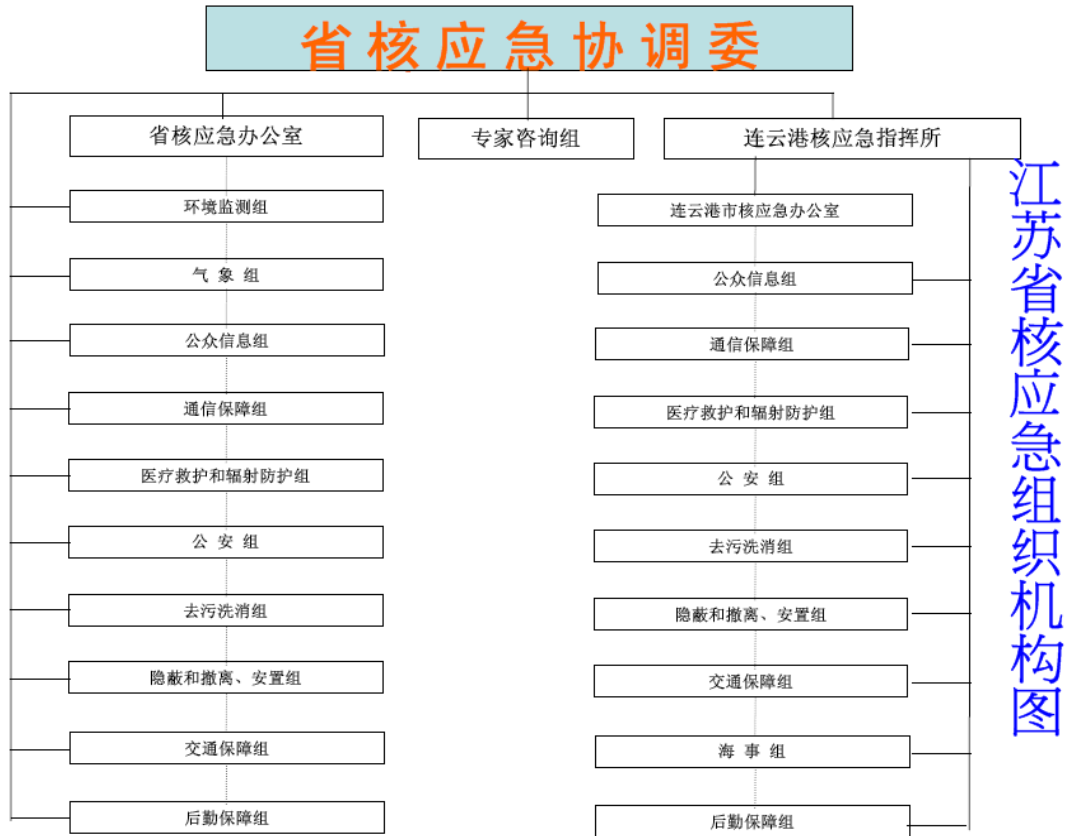 省核应急协调委
省核应急办公室
专家咨询组
连云港核应急指挥所
环境监测组
气象组
公众信息组
通信保障组
医疗救护和辐射防护组
公安组
去污洗消组
隐蔽和撤离、安置组
交通保障组
后勤保障组
连云港市核应急办公室
公众信息组
通信保障组
医疗救护和辐射防护组
公安组
去污洗消组
隐蔽和撤离、安置组
交通保障组
海事组
后勤保障组
江苏省核应急组织机构图